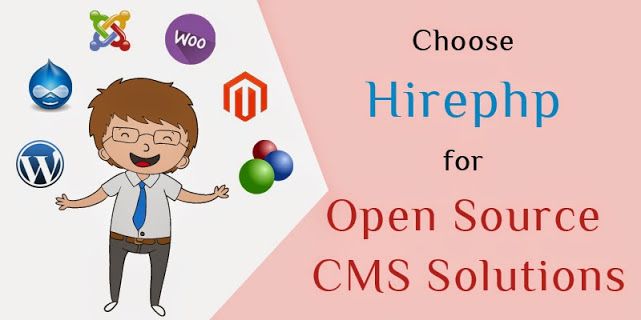 Woo
W
Choose
Hirephp
for
Open Source
CMS Solutions